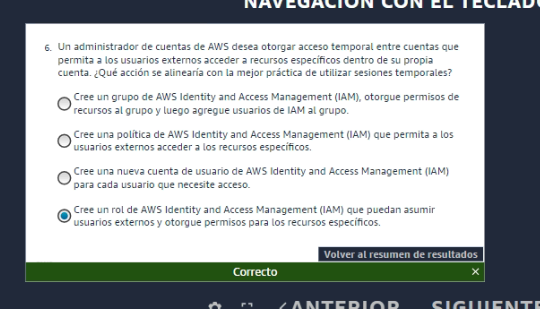 NAVEGACIÓN CON EL TECLADO
6. Un administrador de cuentas de AWS desea otorgar acceso temporal entre cuentas que
permita a los usuarios externos acceder a recursos específicos dentro de su propia
cuenta. ¿Qué acción se alinearía con la mejor práctica de utilizar sesiones temporales?
Cree un grupo de AWS Identity and Access Management (IAM), otorgue permisos de
recursos al grupo y luego agregue usuarios de IAM al grupo.
Cree una política de AWS Identity and Access Management (IAM) que permita a los
usuarios externos acceder a los recursos específicos.
Cree una nueva cuenta de usuario de AWS Identity and Access Management (IAM)
para cada usuario que necesite acceso.
Cree un rol de AWS Identity and Access Management (IAM) que puedan asumir
usuarios externos y otorgue permisos para los recursos específicos.
Volver al resumen de resultados
Correcto ×
< ANTERIOR SIGUIENTE